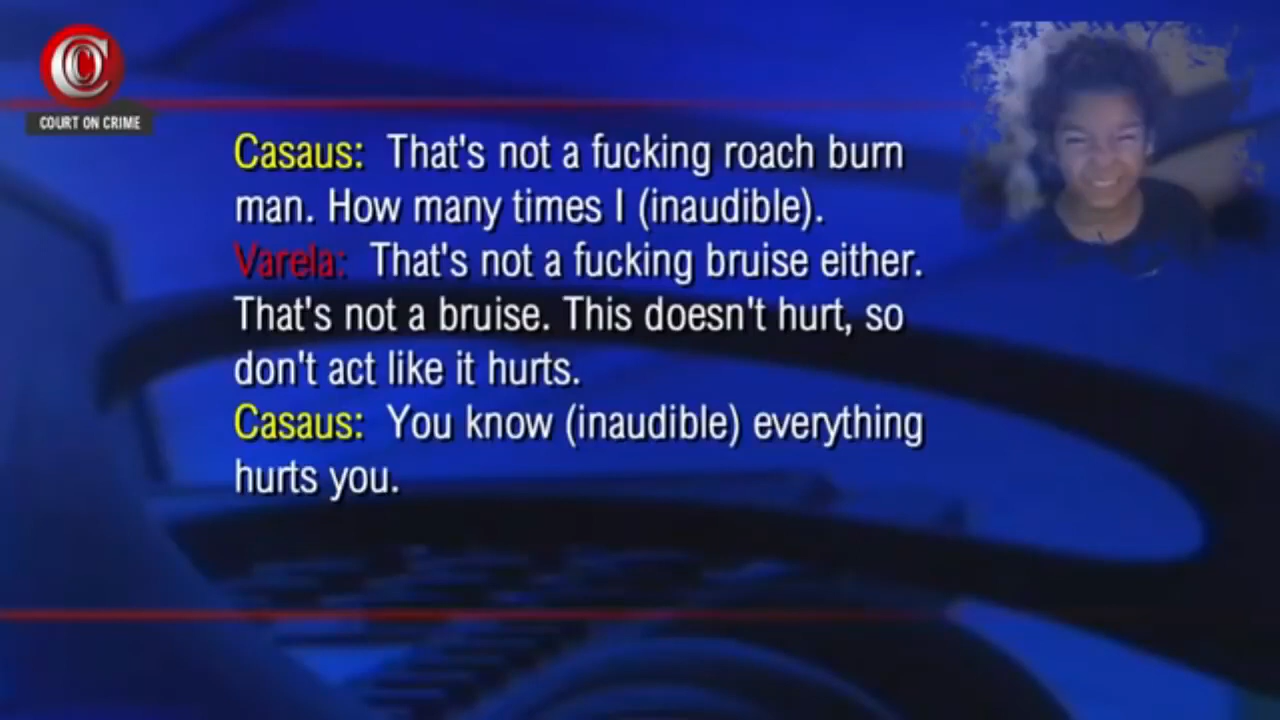 COURT ON CRIME
Casaus: That's not a fucking roach burn
man. How many times I (inaudible).
Varela: That's not a fucking bruise either.
That's not a bruise. This doesn't hurt, so
don't act like it hurts.
Casaus: You know (inaudible) everything
hurts you.